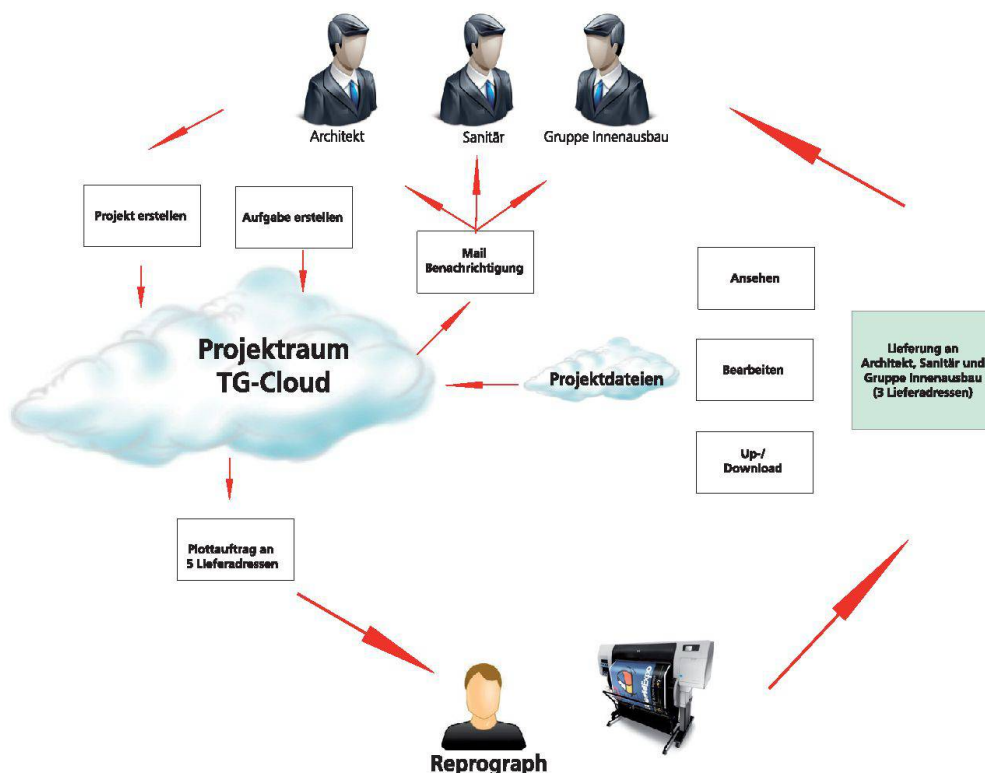 Architekt
Sanitär
Gruppe Innenausbau
Projekt erstellen
Aufgabe erstellen
Mail
Benachrichtigung
Ansehen
Projektraum
TG-Cloud
Projektdateien
Bearbeiten
Lieferung an
Architekt, Sanitär und
Gruppe Innenausbau
(3 Lieferadressen)
Up-/
Download
Plottauftrag an
5 Lieferadressen
Reprograph